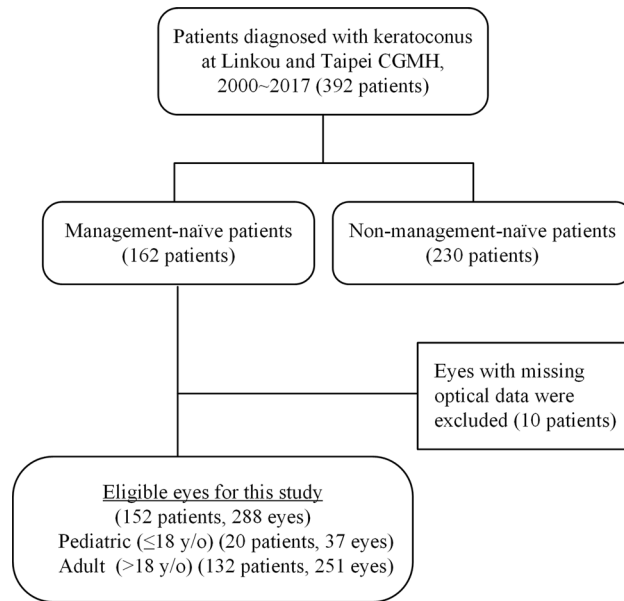 Patients diagnosed with keratoconus
at Linkou and Taipei CGMH,
2000~2017 (392 patients)
Management-naïve patients
(162 patients)
Non-management-naïve patients
(230 patients)
Eyes with missing
optical data were
excluded (10 patients)
Eligible eyes for this study
(152 patients, 288 eyes)
Pediatric (≤18 y/o) (20 patients, 37 eyes)
Adult (>18 y/o) (132 patients, 251 eyes)